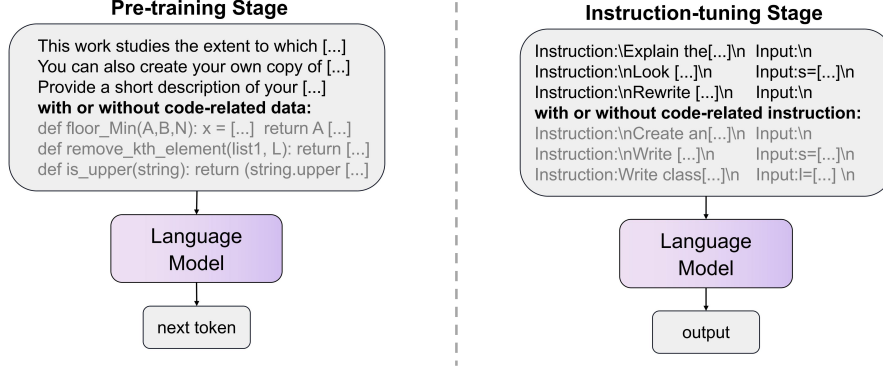 Pre-training Stage
This work studies the extent to which [...]
You can also create your own copy of [...]
Provide a short description of your [...]
with or without code-related data:
def floor_Min(A,B,N): x = [...]  return A [...]
def remove_kth_element(list1, L): return [...]
def is_upper(string): return (string.upper [...]
Language
Model
next token
Instruction-tuning Stage
Instruction:\Explain the[...]\n  Input:\n
Instruction:\nLook [...]\n  Input:s=[...]\n
Instruction:\nRewrite [...]\n  Input:\n
with or without code-related instruction:
Instruction:\nCreate an[...]\n  Input:\n
Instruction:\nWrite [...]\n  Input:s=[...]\n
Instruction:Write class[...]\n  Input:l=[...] \n
Language
Model
output